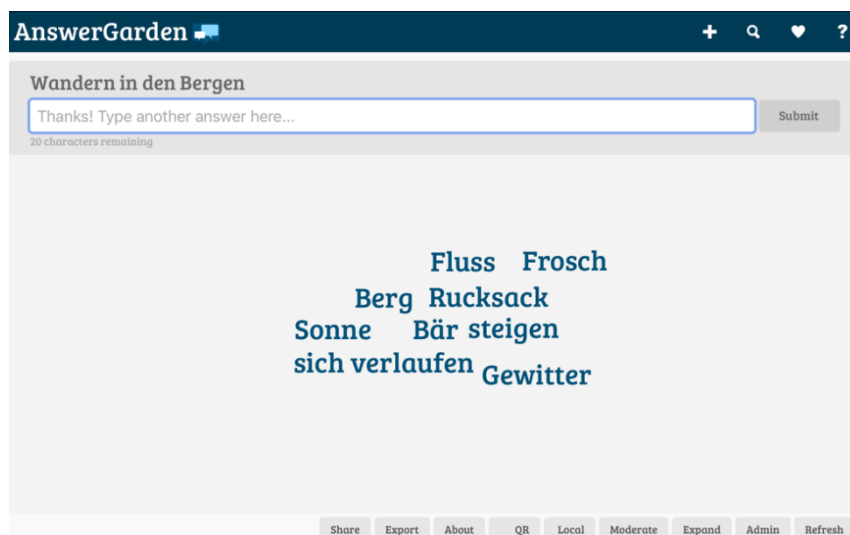 AnswerGarden
?
Wandern in den Bergen
Thanks! Type another answer here...
Submit
20 characters remaining
Fluss Frosch
Berg Rucksack
Sonne Bär steigen
sich verlaufen Gewitter
Share Export About QR Local Moderate Expand Admin Refresh